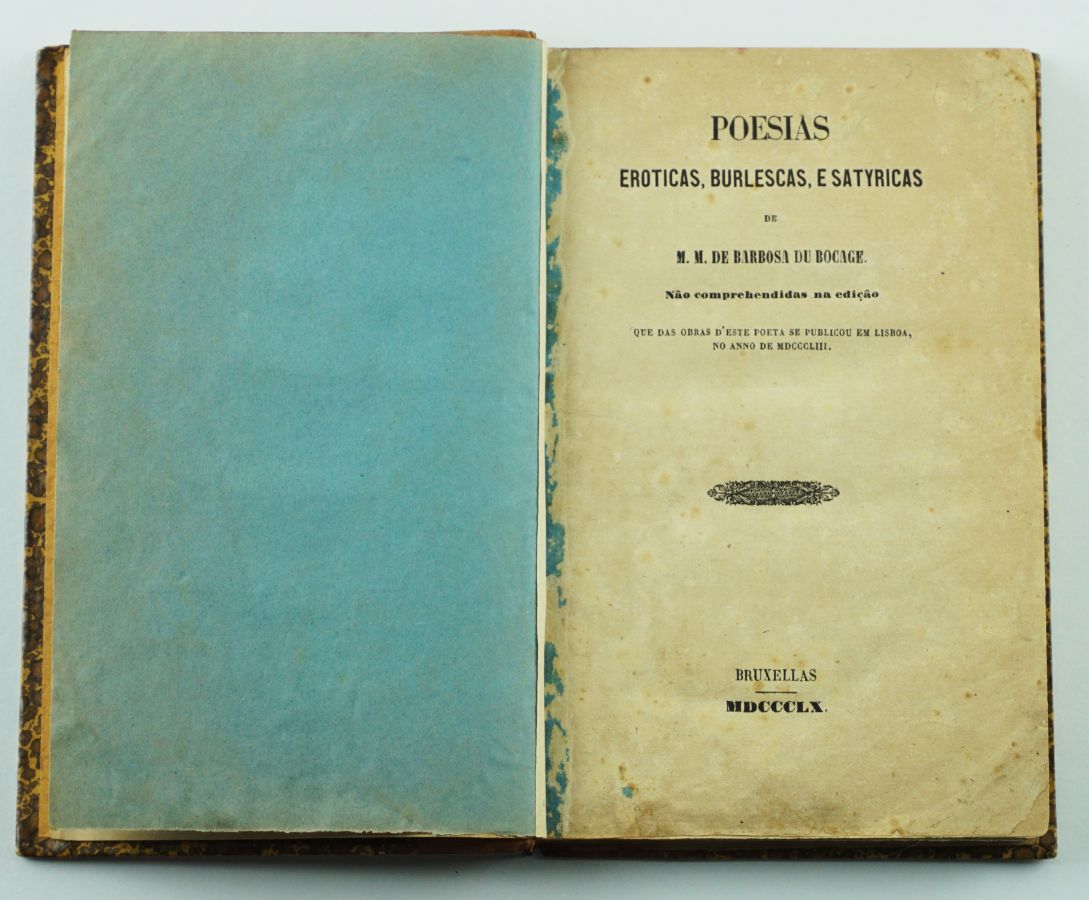 POESIAS
EROTICAS, BURLESCAS, E SATYRICAS
DE
M. M. DE BARBOSA DU BOCAGE.
Não comprehendidas na edição
QUE DAS OBRAS D'ESTE POETA SE PUBLICOU EM LISBOA,
NO ANNO DE MDCCCLIII.
BRUXELLAS
MDCCCLX.